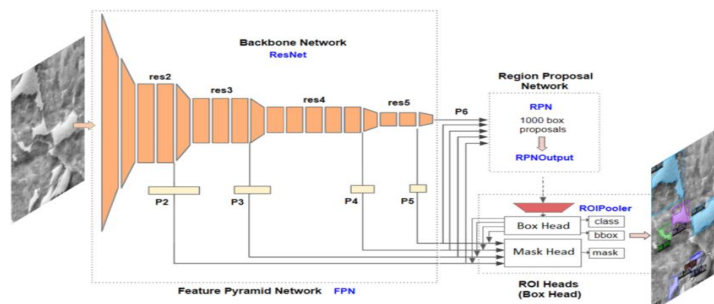 Backbone Network
ResNet
res2
res3
res4
res5
P6
P2
P3
P4
P5
Feature Pyramid Network FPN
Region Proposal
Network
RPN
1000 box
proposals
RPNOutput
ROIPooler
Box Head
class
bbox
Mask Head
mask
ROI Heads
(Box Head)